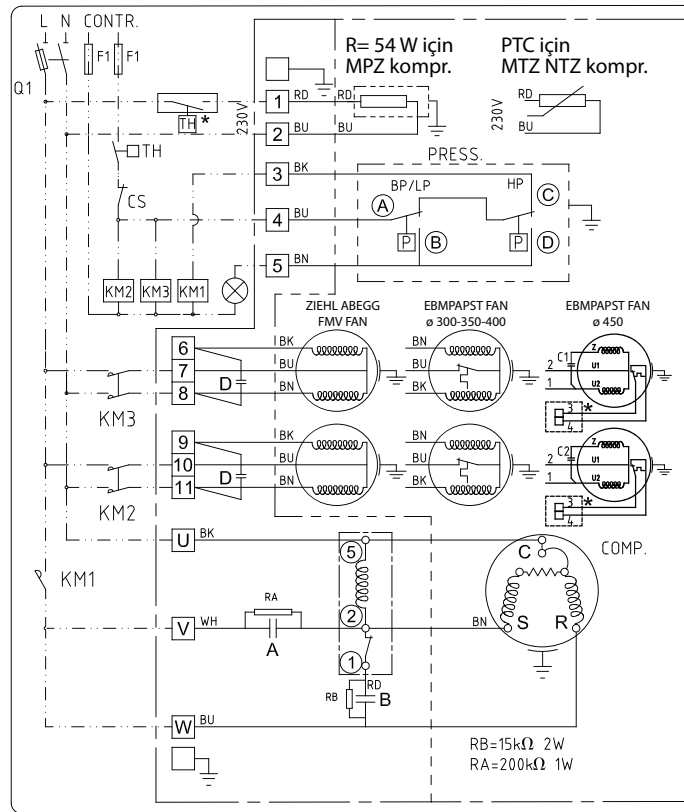 L N CONTR.
F1 F1
Q1
R= 54 W için
MPZ kompr.
PTC için
MTZ NTZ kompr.
230V
1 RD RD
TH *
2 BU BU
230V RD
BU
TH
PRESS.
3 BK
BP/LP HP
A C
CS
4 BU
P B P D
5 BN
KM2 KM3 KM1
ZIEHL ABEGG
FMV FAN
EBMPAPST FAN
ø 300-350-400
EBMPAPST FAN
ø 450
6 BK BN
7 BU BU
8 BN BK
D
2 C1 Z
U1
1 U2
3 *
4
KM3
9 BK BN
10 BU BU
11 BN BK
D
2 C2 Z
U1
1 U2
3 *
4
KM2
U BK
5
C COMP.
KM1
RA
2
V WH
A
BN S R
1
RD
RB B
W BU
RB=15kΩ 2W
RA=200kΩ 1W